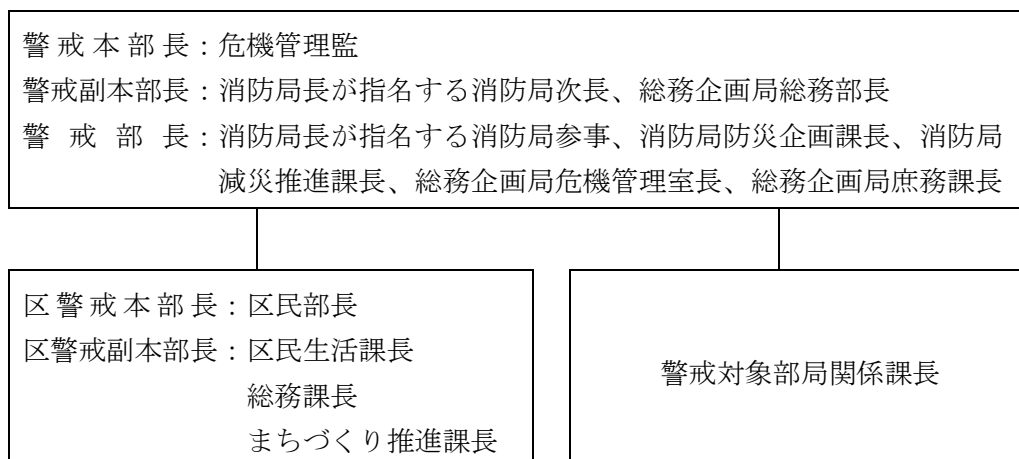 警戒本部長：危機管理監
警戒副本部長：消防局長が指名する消防局次長、総務企画局総務部長
警戒部長：消防局長が指名する消防局参事、消防局防災企画課長、消防局
減災推進課長、総務企画局危機管理室長、総務企画局庶務課長
区警戒本部長：区民部長
区警戒副本部長：区民生活課長
総務課長
まちづくり推進課長
警戒対象部局関係課長